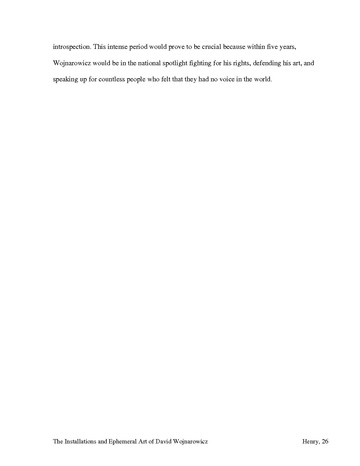 introspection. This intense period would prove to be crucial because within five years,
Wojnarowicz would be in the national spotlight fighting for his rights, defending his art, and
speaking up for countless people who felt that they had no voice in the world.
The Installations and Ephemeral Art of David Wojnarowicz
Henry, 26